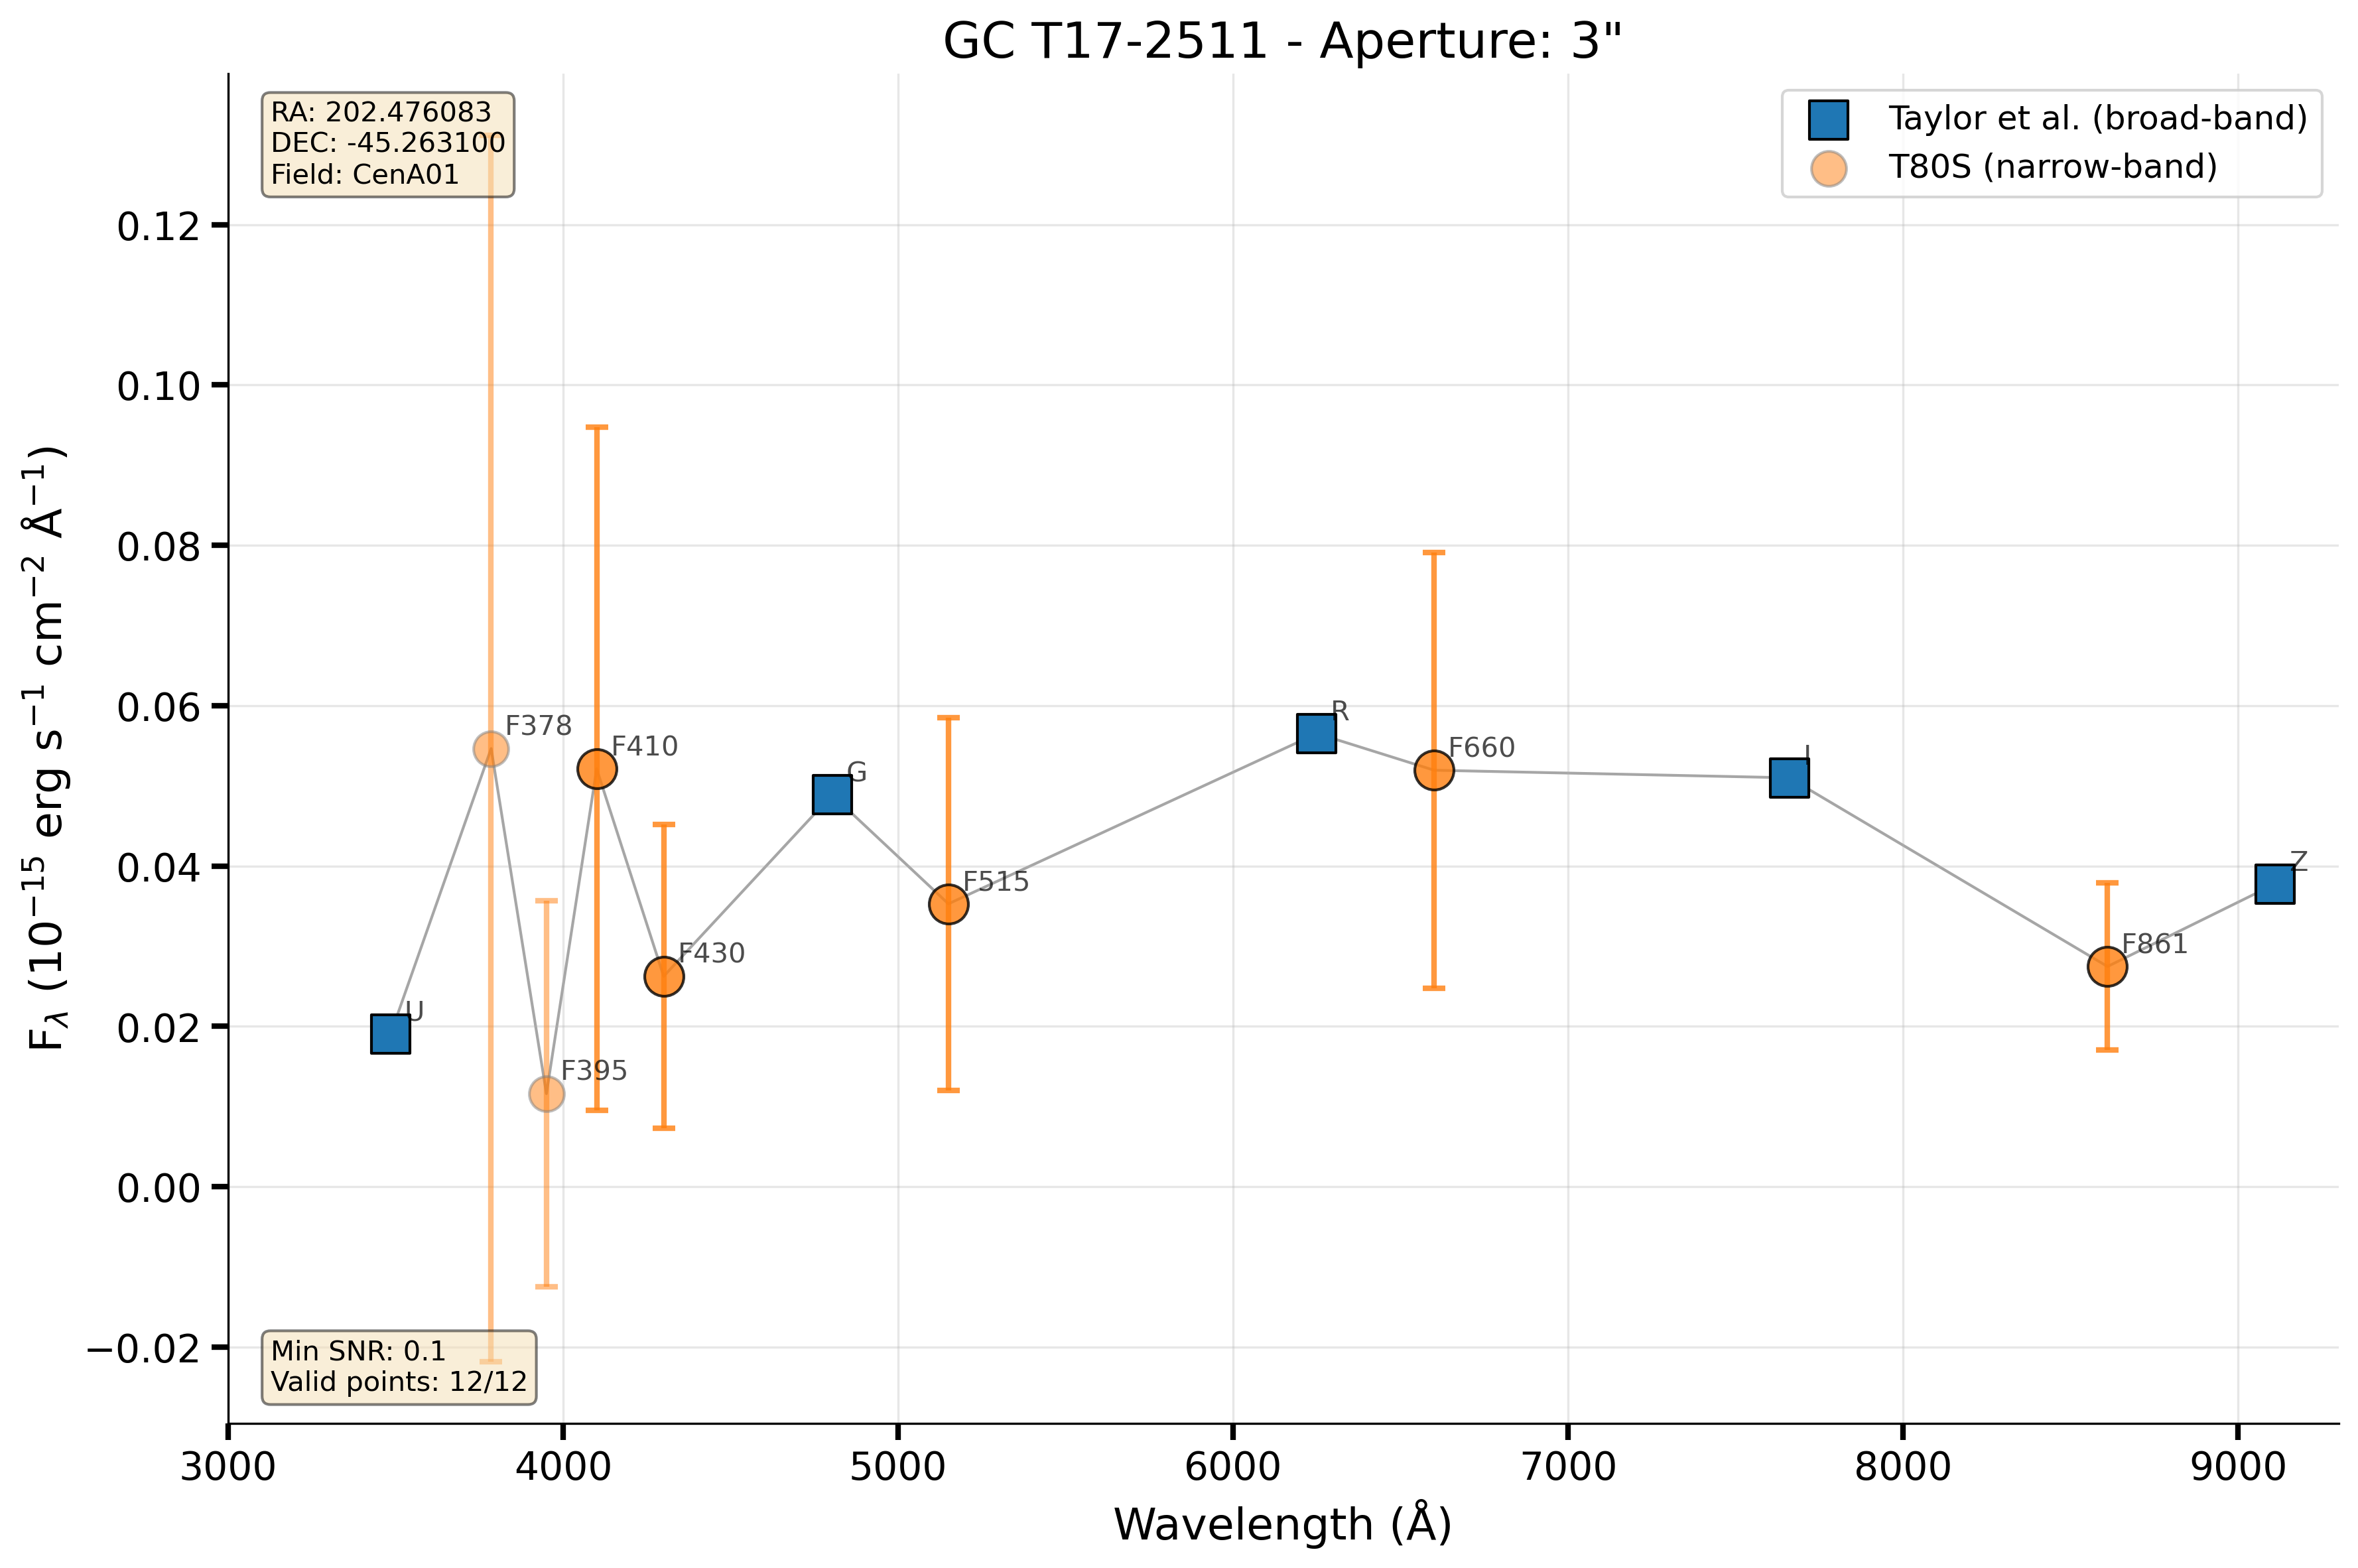 GC T17-2511 - Aperture: 3"
RA: 202.476083
DEC: -45.263100
Field: CenA01
Taylor et al. (broad-band)
T80S (narrow-band)
0.12
0.10
0.08
0.06
0.04
0.02
0.00
−0.02
F_λ (10⁻¹⁵ erg s⁻¹ cm⁻² Å⁻¹)
U
F378
F395
F410
F430
G
F515
R
F660
I
F861
Z
Min SNR: 0.1
Valid points: 12/12
3000 4000 5000 6000 7000 8000 9000
Wavelength (Å)